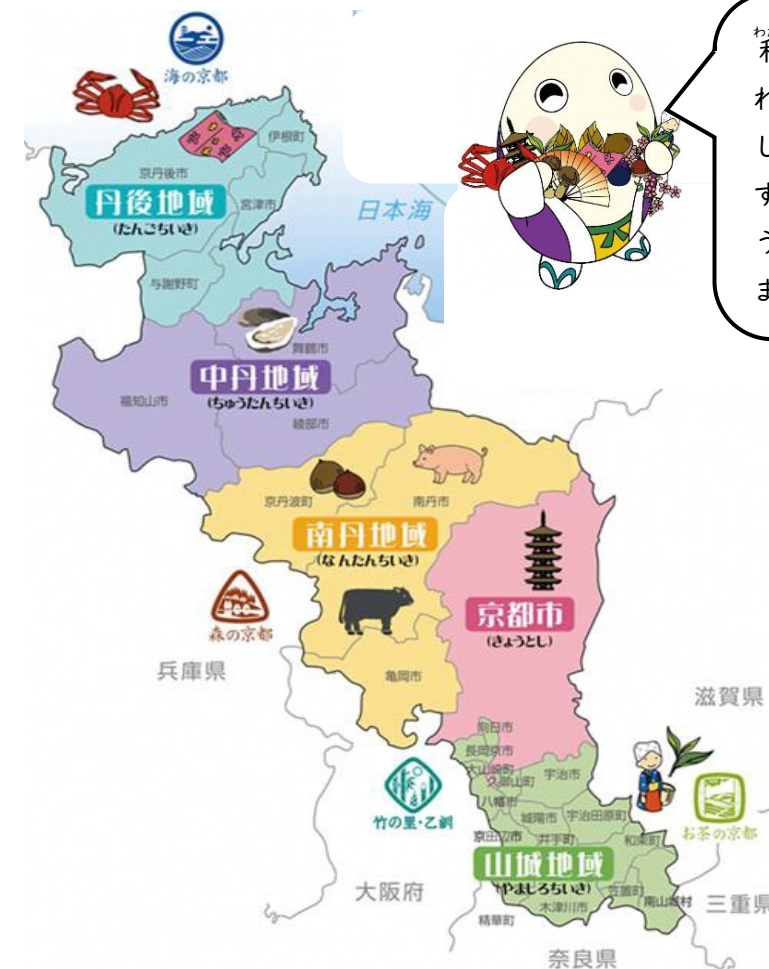 海の京都
伊根町
京丹後市
丹後地域
(たんごちいき)
宮津市
日本海
与謝野町
舞鶴市
中丹地域
(ちゅうたんちいき)
福知山市
綾部市
京丹波町
南丹市
南丹地域
(なんたんちいき)
京都市
(きょうとし)
森の京都
兵庫県
亀岡市
滋賀県
向日市
長岡京市
大山崎町
久御山町
宇治市
竹の里・乙訓
八幡市
城陽市
宇治田原町
お茶の京都
京田辺市
井手町
和束町
山城地域
(やましろちいき)
大阪府
笠置町
南山城村
三重県
木津川市
精華町
奈良県
れ
し
す
う
ま